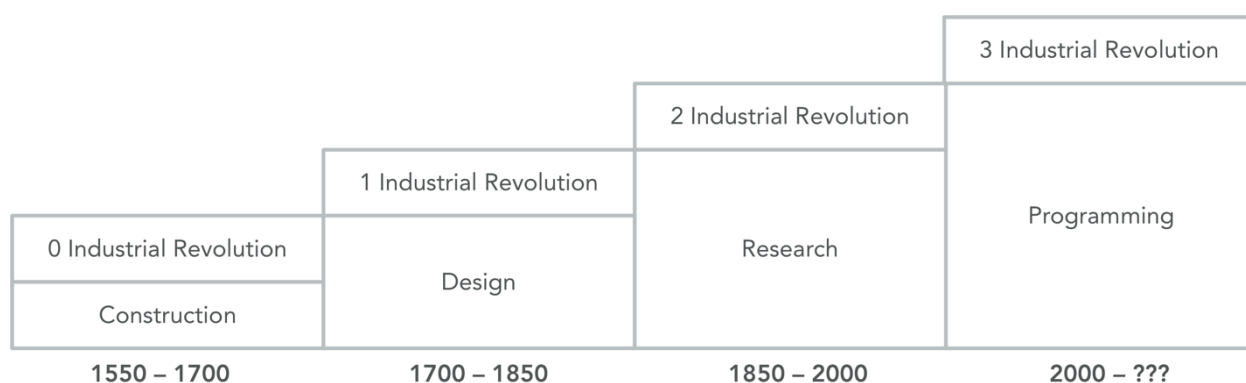 3 Industrial Revolution
2 Industrial Revolution
1 Industrial Revolution
Programming
0 Industrial Revolution
Research
Design
Construction
1550 – 1700
1700 – 1850
1850 – 2000
2000 – ???